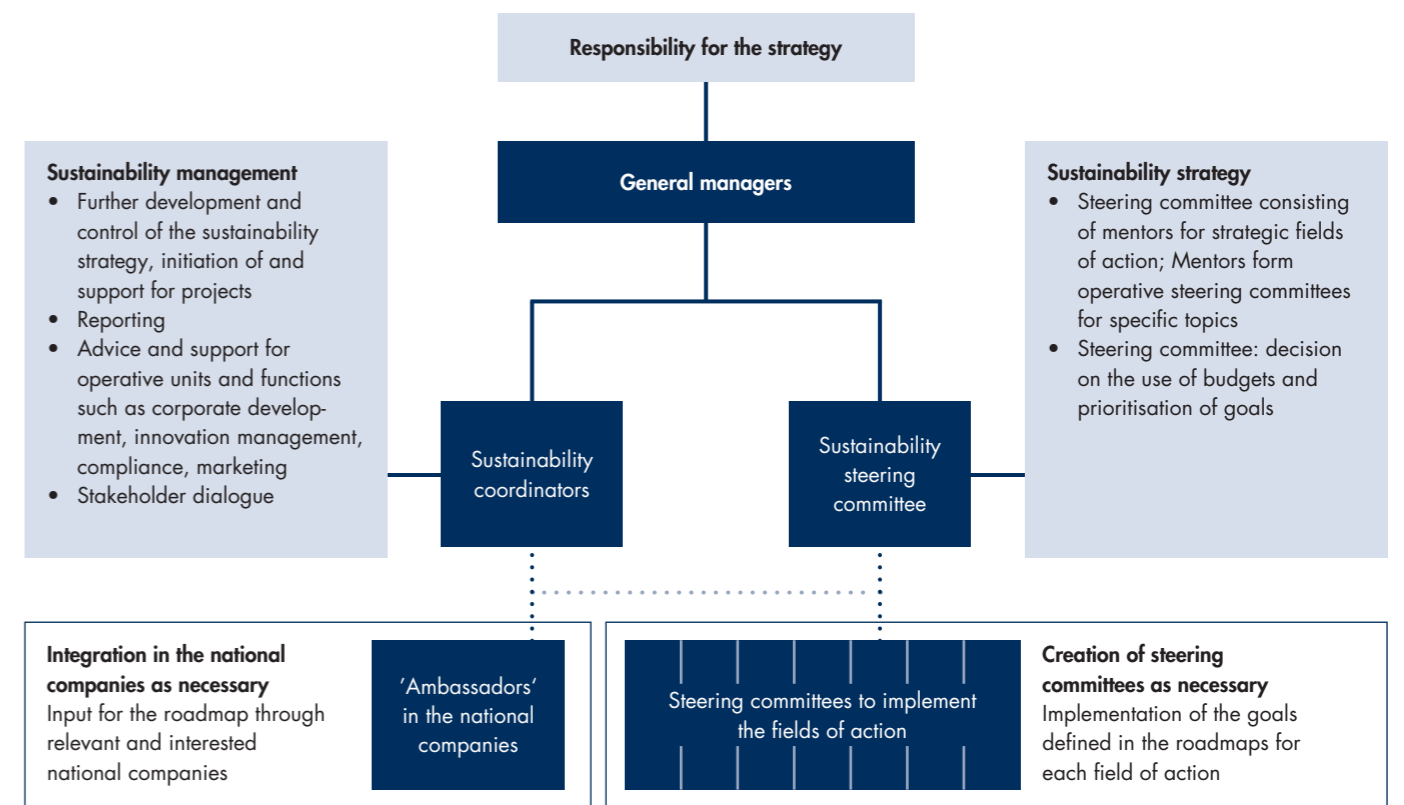 Responsibility for the strategy
General managers
Sustainability management
• Further development and
control of the sustainability
strategy, initiation of and
support for projects
• Reporting
• Advice and support for
operative units and functions
such as corporate develop-
ment, innovation management,
compliance, marketing
• Stakeholder dialogue
Sustainability
coordinators
Sustainability
steering
committee
Sustainability strategy
• Steering committee consisting
of mentors for strategic fields
of action; Mentors form
operative steering committees
for specific topics
• Steering committee: decision
on the use of budgets and
prioritisation of goals
Integration in the national
companies as necessary
Input for the roadmap through
relevant and interested
national companies
’Ambassadors‘
in the national
companies
Steering committees to implement
the fields of action
Creation of steering
committees as necessary
Implementation of the goals
defined in the roadmaps for
each field of action